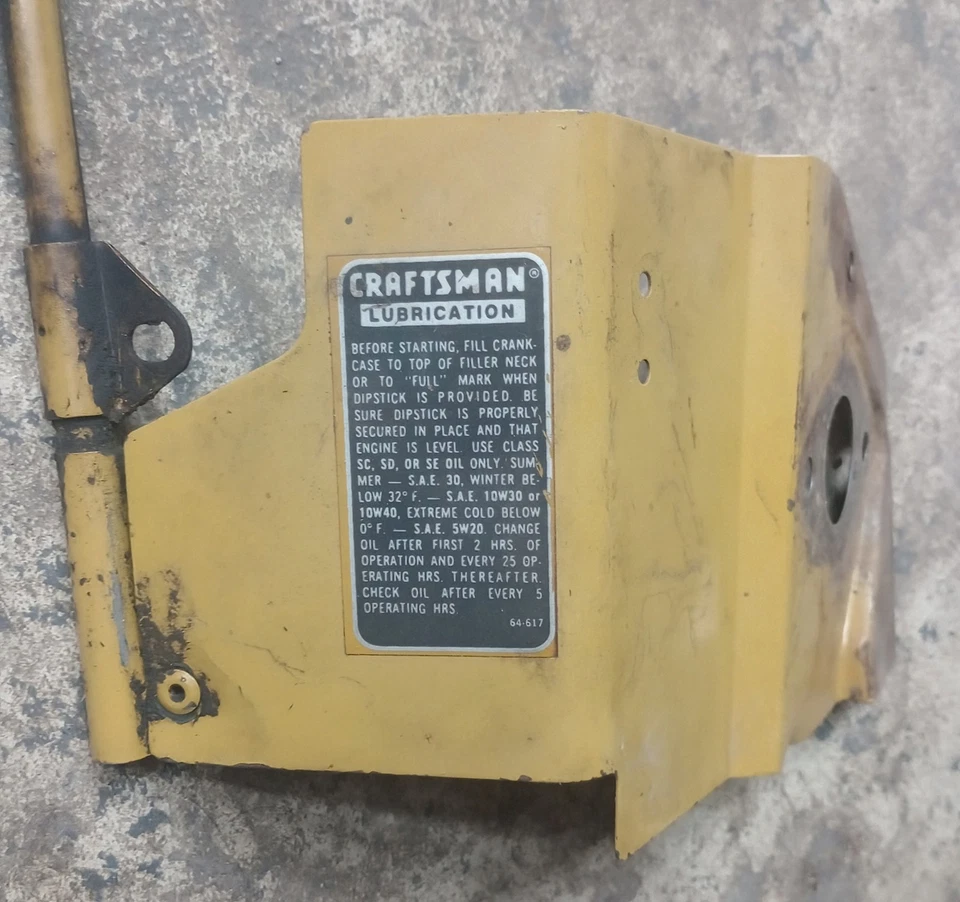 CRAFTSMAN®
LUBRICATION
BEFORE STARTING, FILL CRANK-
CASE TO TOP OF FILLER NECK
OR TO "FULL" MARK WHEN
DIPSTICK IS PROVIDED. BE
SURE DIPSTICK IS PROPERLY
SECURED IN PLACE AND THAT
ENGINE IS LEVEL. USE CLASS
SC, SD, OR SE OIL ONLY. SUM-
MER — S.A.E. 30, WINTER BE-
LOW 32° F. — S.A.E. 10W30 or
10W40, EXTREME COLD BELOW
0° F. — S.A.E. 5W20. CHANGE
OIL AFTER FIRST 2 HRS. OF
OPERATION AND EVERY 25 OP-
ERATING HRS. THEREAFTER.
CHECK OIL AFTER EVERY 5
OPERATING HRS.
64-617